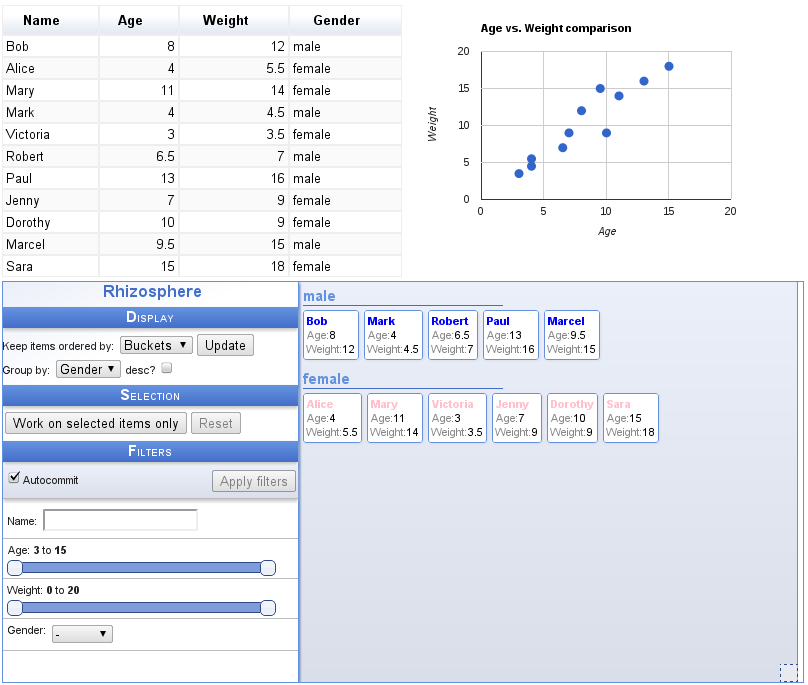 Name Age Weight Gender
Bob 8 12 male
Alice 4 5.5 female
Mary 11 14 female
Mark 4 4.5 male
Victoria 3 3.5 female
Robert 6.5 7 male
Paul 13 16 male
Jenny 7 9 female
Dorothy 10 9 female
Marcel 9.5 15 male
Sara 15 18 female
Age vs. Weight comparison
20
15
10
5
0
Weight
0 5 10 15 20
Age
Rhizosphere
Display
Keep items ordered by: Buckets ▼ Update
Group by: Gender ▼ desc?
Selection
Work on selected items only Reset
Filters
Autocommit Apply filters
Name:
Age: 3 to 15
Weight: 0 to 20
Gender: - ▼
male
Bob Mark Robert Paul Marcel
Age:8 Age:4 Age:6.5 Age:13 Age:9.5
Weight:12 Weight:4.5 Weight:7 Weight:16 Weight:15
female
Alice Mary Victoria Jenny Dorothy Sara
Age:4 Age:11 Age:3 Age:7 Age:10 Age:15
Weight:5.5 Weight:14 Weight:3.5 Weight:9 Weight:9 Weight:18